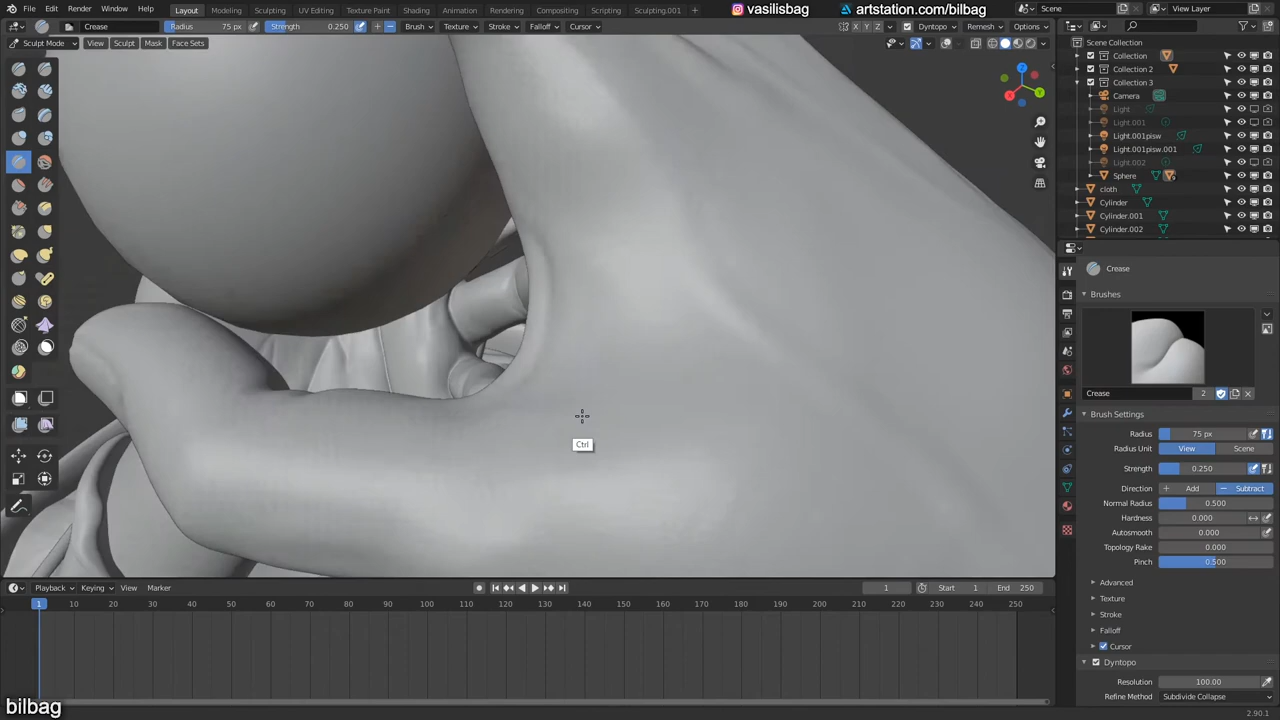 File Edit Render Window Help Layout Modeling Sculpting UV Editing Texture Paint Shading Animation Rendering Compositing Scripting Sculpting.001 + vasilisbag artstation.com/bilbag Scene View Layer
Crease Radius 75 px Strength 0.250 + − Brush Texture Stroke Falloff Cursor X Y Z Dyntopo Remesh Options
Sculpt Mode View Sculpt Mask Face Sets
Scene Collection
Collection
Collection 2
Collection 3
Camera
Light
Light.001
Light.001pisw
Light.001pisw.001
Light.002
Sphere
cloth
Cylinder
Cylinder.001
Cylinder.002
Z
X
Y
Crease
Brushes
Crease 2
Brush Settings
Radius 75 px
Radius Unit View Scene
Strength 0.250
Direction + Add − Subtract
Normal Radius 0.500
Hardness 0.000
Autosmooth 0.000
Topology Rake 0.000
Pinch 0.500
Advanced
Texture
Stroke
Falloff
Cursor
Dyntopo
Resolution 100.00
Refine Method Subdivide Collapse
Ctrl
Playback Keying View Marker 1 Start 1 End 250
1 10 20 30 40 50 60 70 80 90 100 110 120 130 140 150 160 170 180 190 200 210 220 230 240 250
bilbag
2.90.1